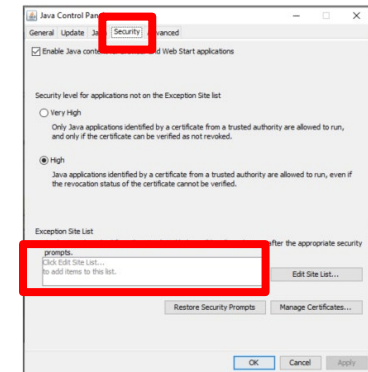 Java Control Pan
General Update Ja Security vanced
Enable Java conte d Web Start applications
Security level for applications not on the Exception Site list
Very High
Only Java applications identified by a certificate from a trusted authority are allowed to run,
and only if the certificate can be verified as not revoked.
High
Java applications identified by a certificate from a trusted authority are allowed to run, even if
the revocation status of the certificate cannot be verified.
Exception Site List
after the appropriate security
prompts.
Click Edit Site List...
to add items to this list.
Edit Site List...
Restore Security Prompts Manage Certificates...
OK Cancel Apply